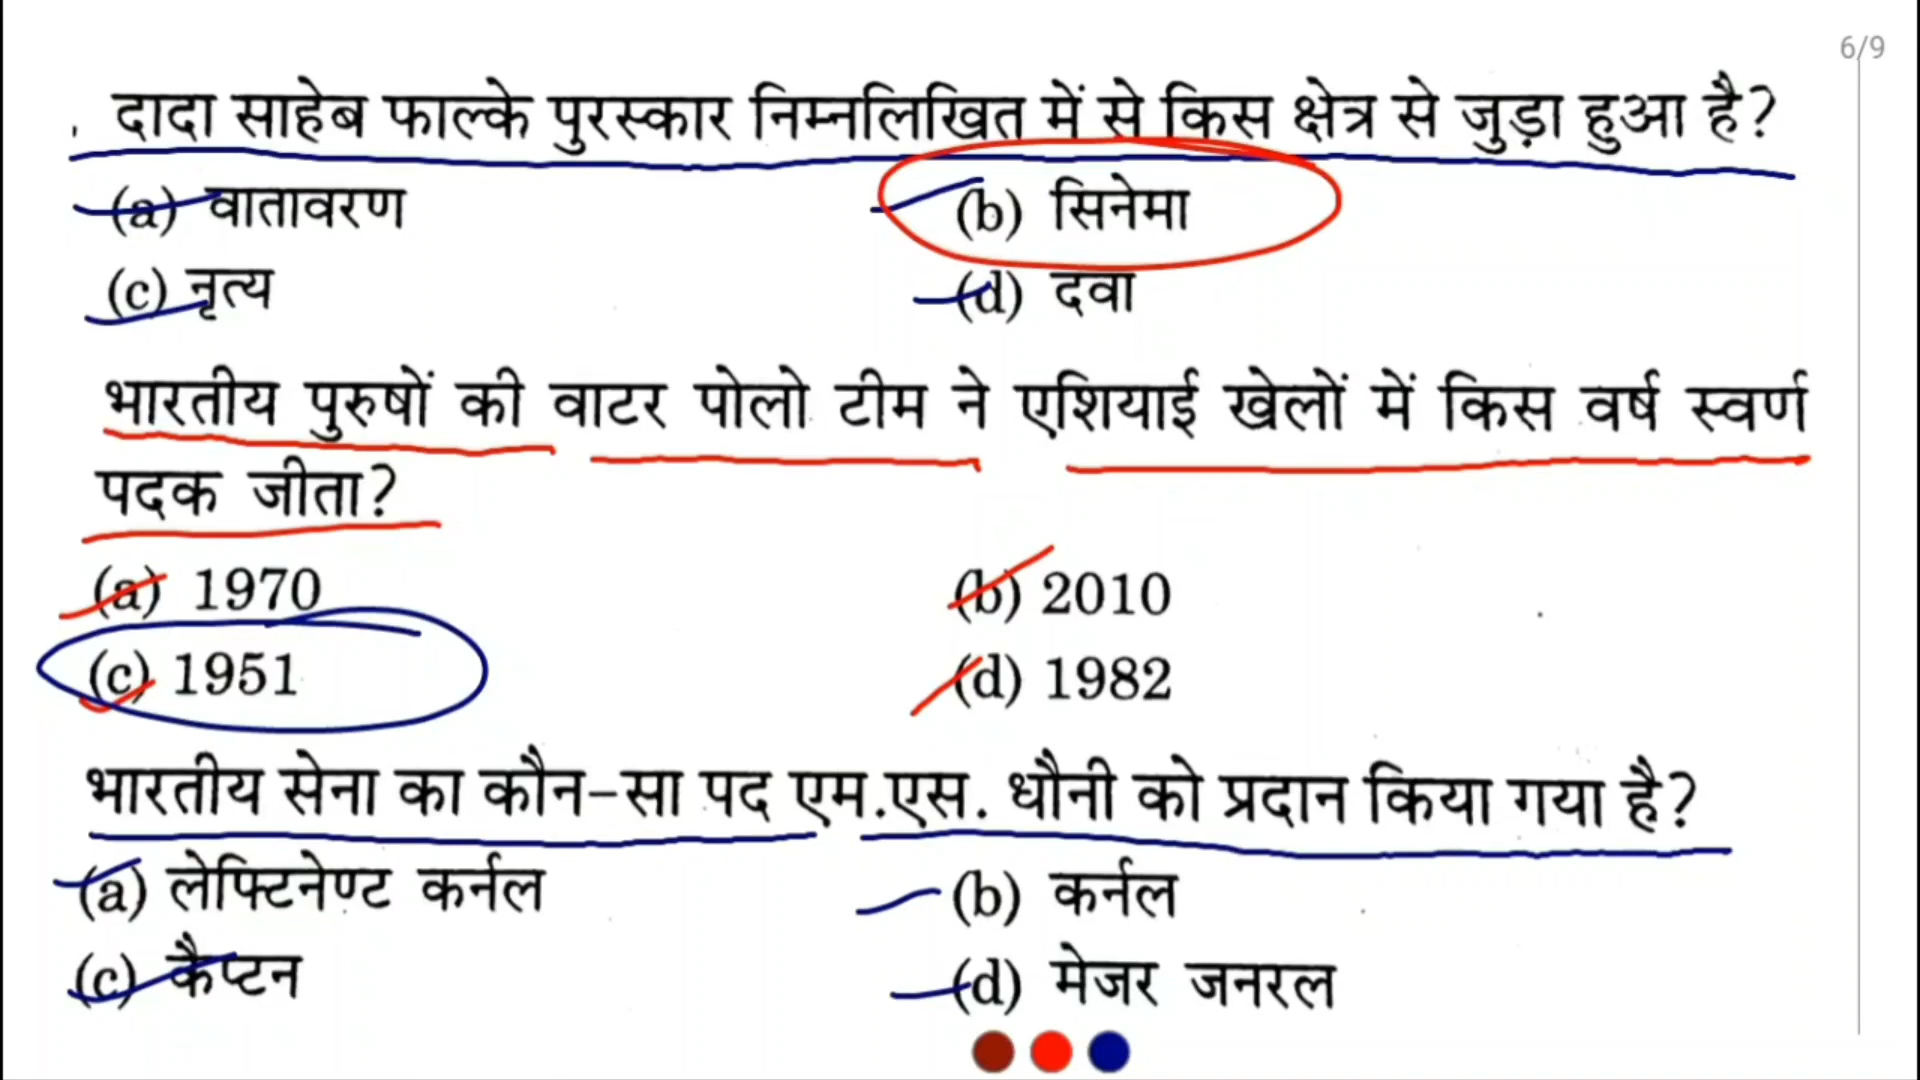 6/9
दादा साहेब फाल्के पुरस्कार निम्नलिखित में से किस क्षेत्र से जुड़ा हुआ है?
(a) वातावरण (b) सिनेमा
(c) नृत्य (d) दवा
भारतीय पुरुषों की वाटर पोलो टीम ने एशियाई खेलों में किस वर्ष स्वर्ण
पदक जीता?
(a) 1970 (b) 2010
(c) 1951 (d) 1982
भारतीय सेना का कौन-सा पद एम.एस. धौनी को प्रदान किया गया है?
(a) लेफ्टिनेण्ट कर्नल (b) कर्नल
(c) कैप्टन (d) मेजर जनरल